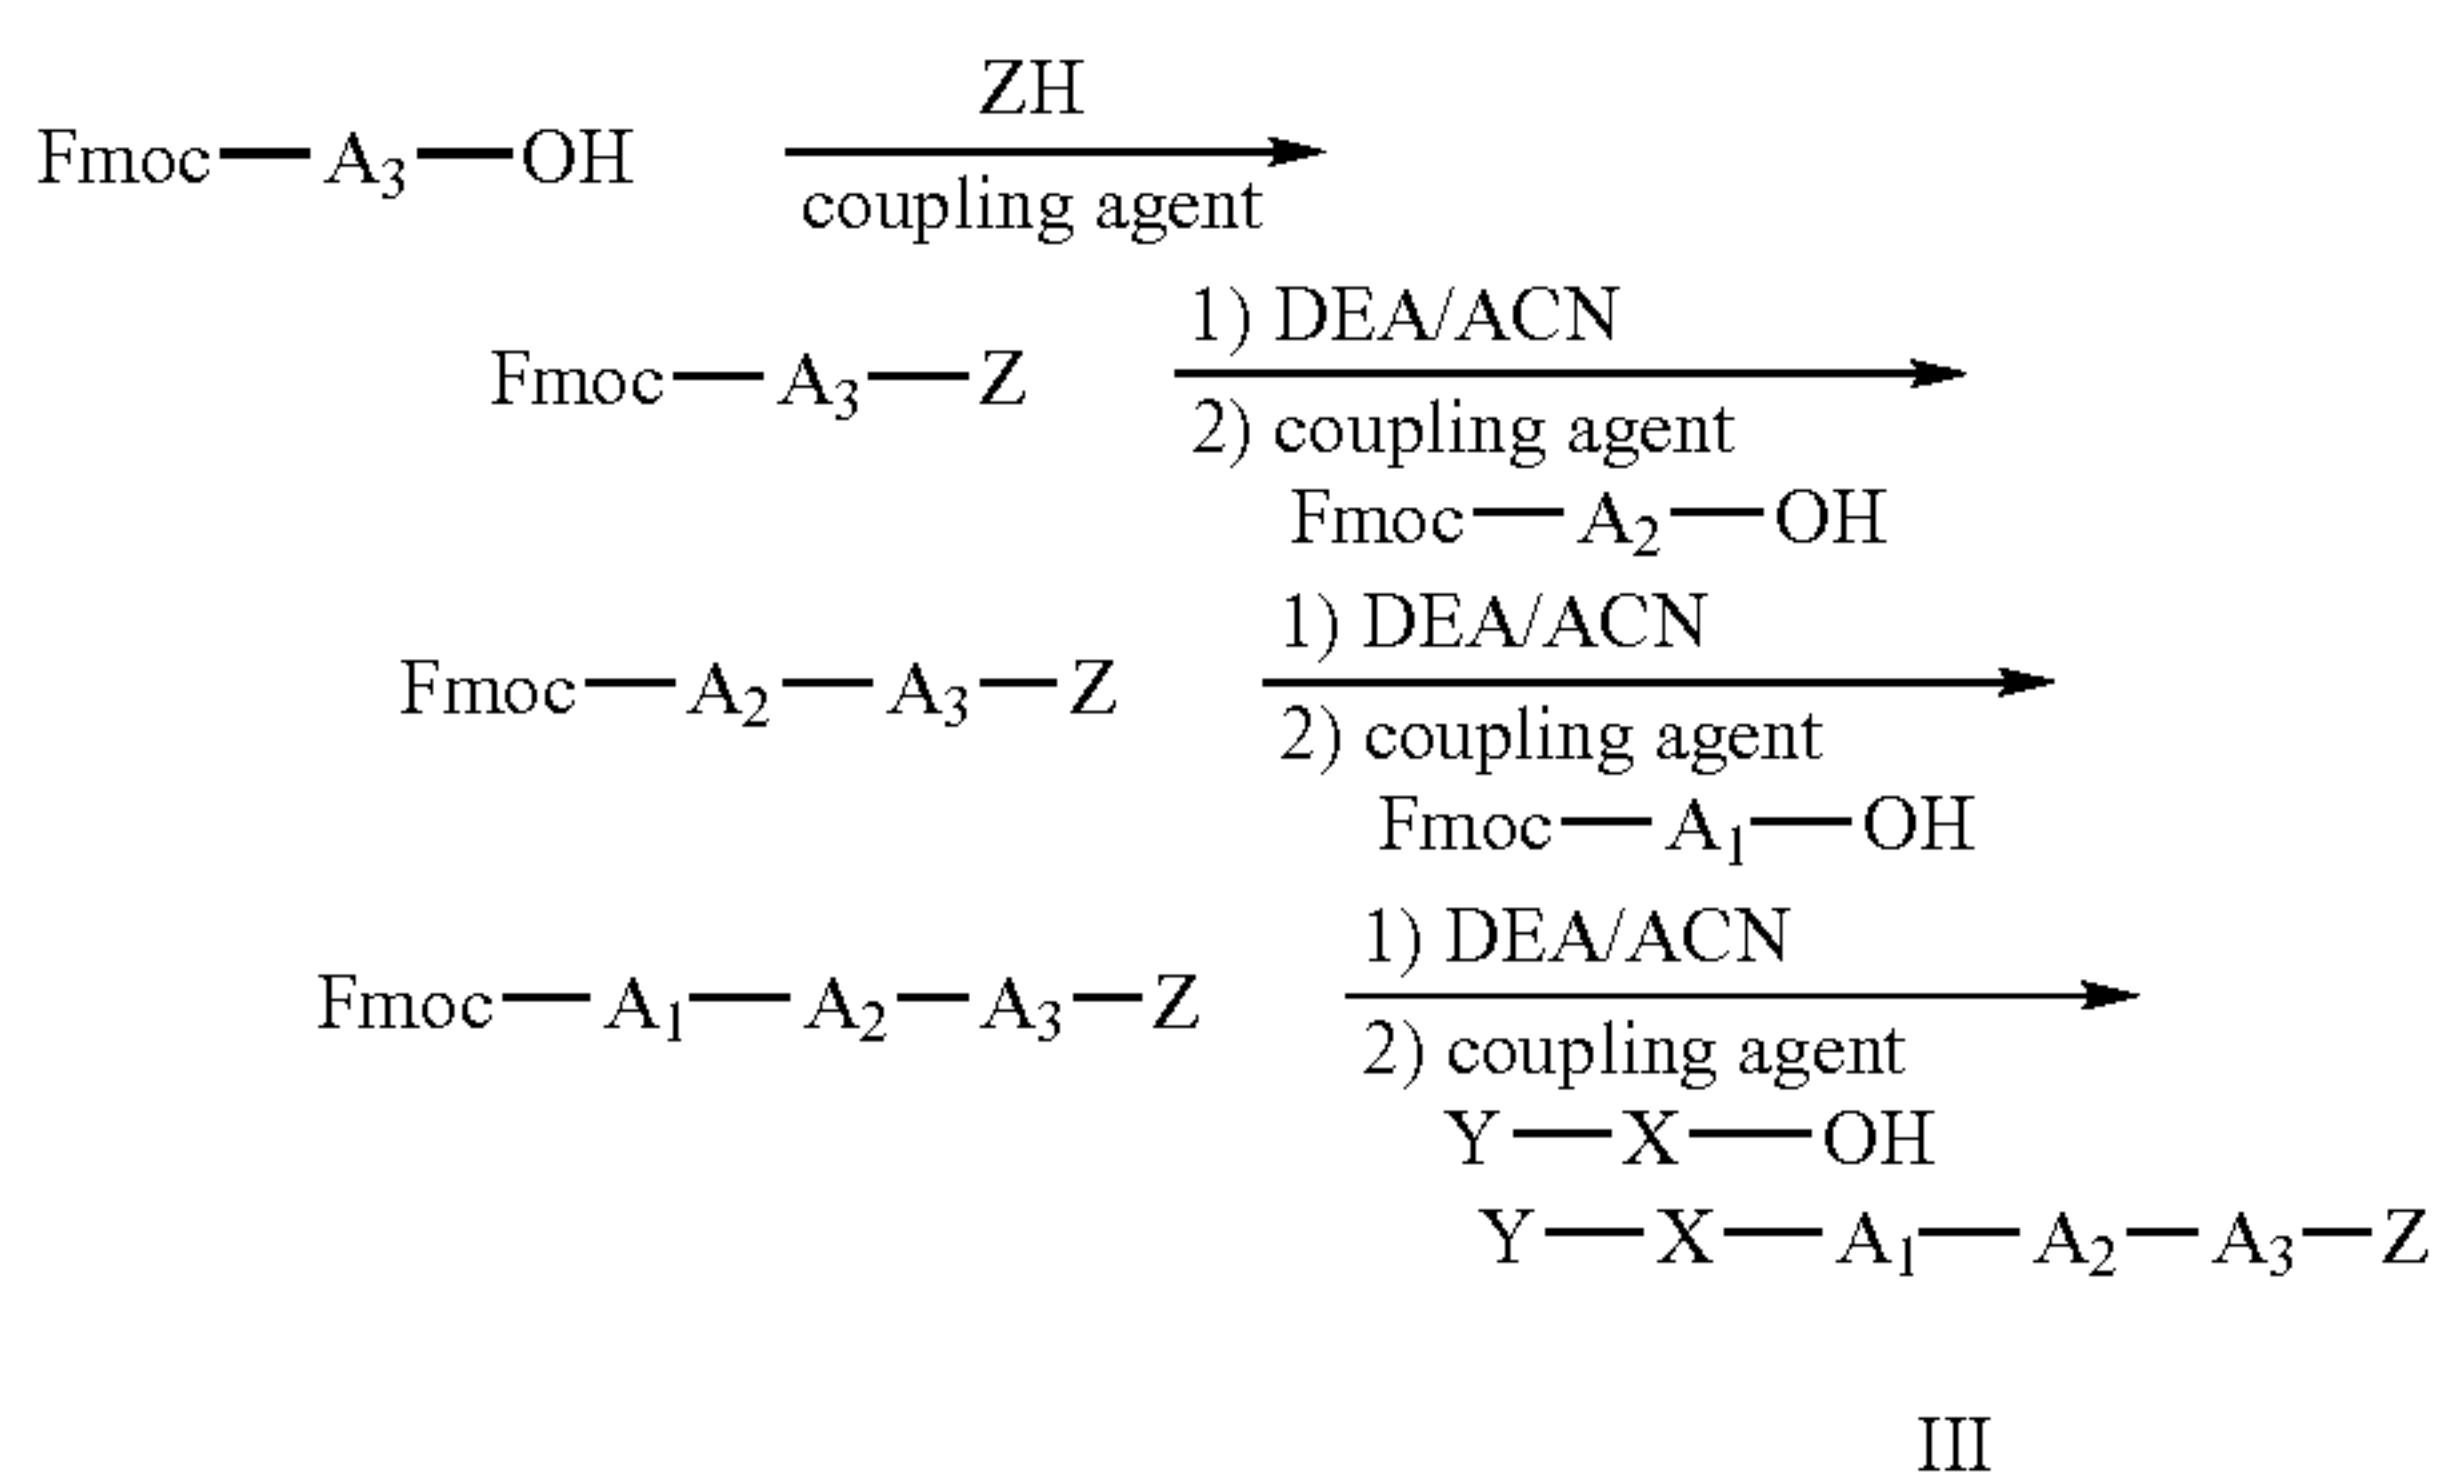 ZH
Fmoc—A3—OH
coupling agent
1) DEA/ACN
Fmoc—A3—Z
2) coupling agent
Fmoc—A2—OH
1) DEA/ACN
Fmoc—A2—A3—Z
2) coupling agent
Fmoc—A1—OH
1) DEA/ACN
Fmoc—A1—A2—A3—Z
2) coupling agent
Y—X—OH
Y—X—A1—A2—A3—Z
III